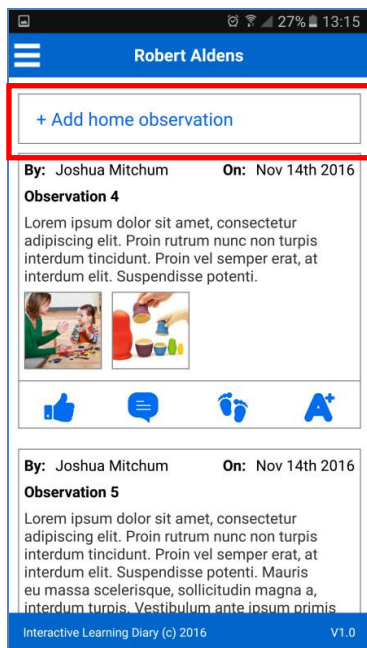 27% 13:15
Robert Aldens
+ Add home observation
By: Joshua Mitchum On: Nov 14th 2016
Observation 4
Lorem ipsum dolor sit amet, consectetur
adipiscing elit. Proin rutrum nunc non turpis
interdum tincidunt. Proin vel semper erat, at
interdum elit. Suspendisse potenti.
A+
By: Joshua Mitchum On: Nov 14th 2016
Observation 5
Lorem ipsum dolor sit amet, consectetur
adipiscing elit. Proin rutrum nunc non turpis
interdum tincidunt. Proin vel semper erat, at
interdum elit. Suspendisse potenti. Mauris
eu massa scelerisque, sollicitudin magna a,
interdum turpis. Vestibulum ante ipsum primis
Interactive Learning Diary (c) 2016 V1.0